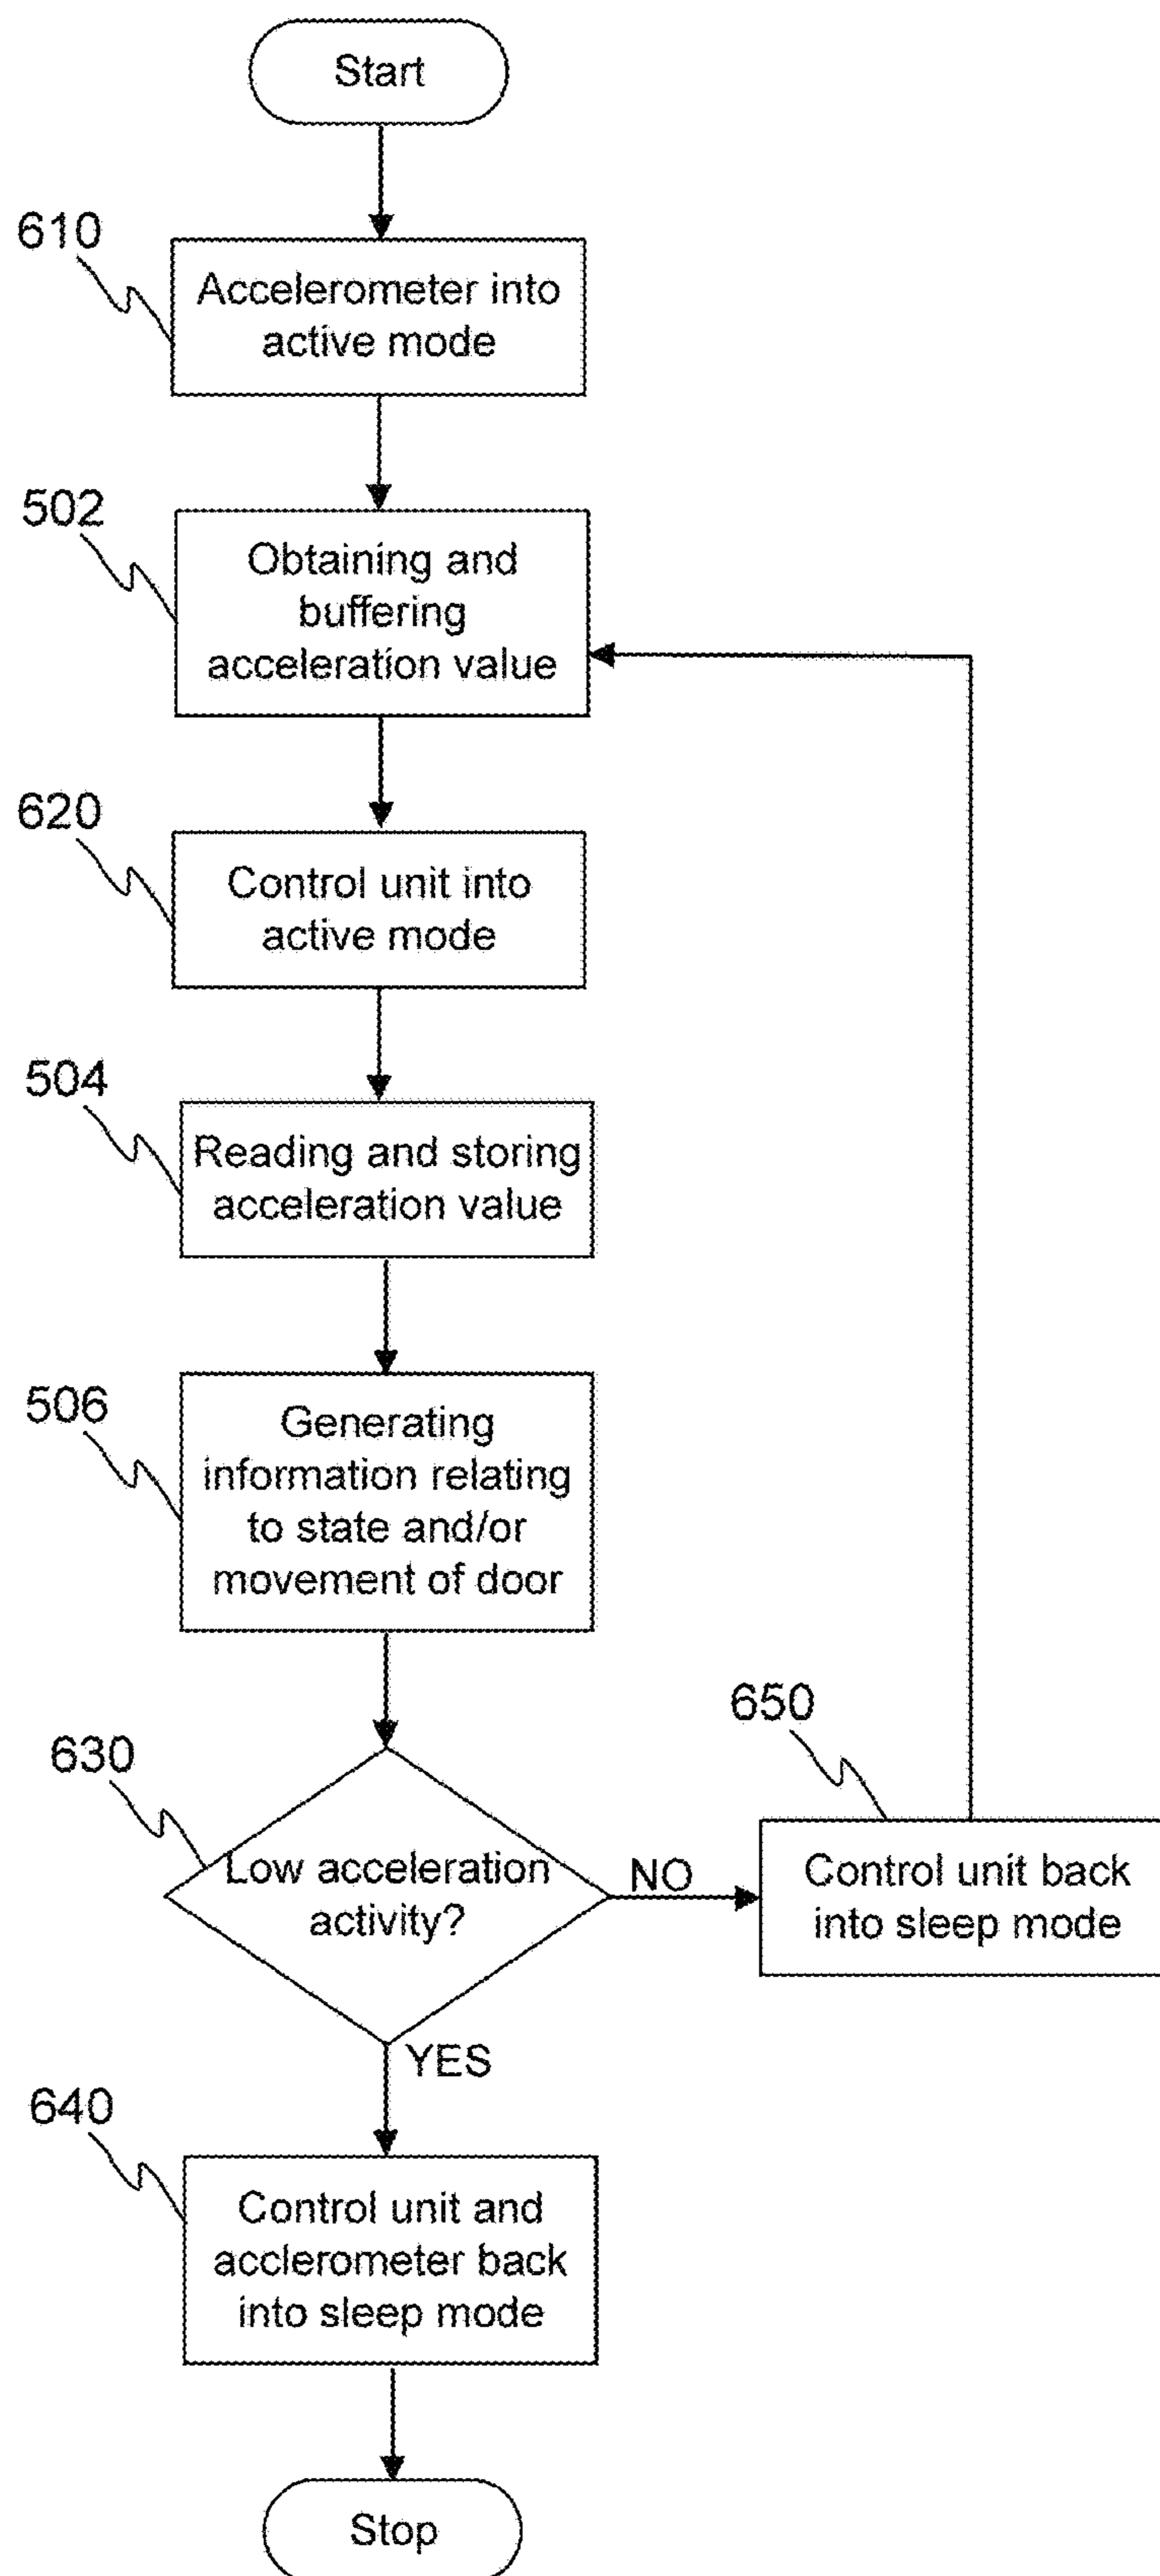 Start
610
Accelerometer into
active mode
502
Obtaining and
buffering
acceleration value
620
Control unit into
active mode
504
Reading and storing
acceleration value
506
Generating
information relating
to state and/or
movement of door
630
Low acceleration
activity?
NO
650
Control unit back
into sleep mode
YES
640
Control unit and
acclerometer back
into sleep mode
Stop